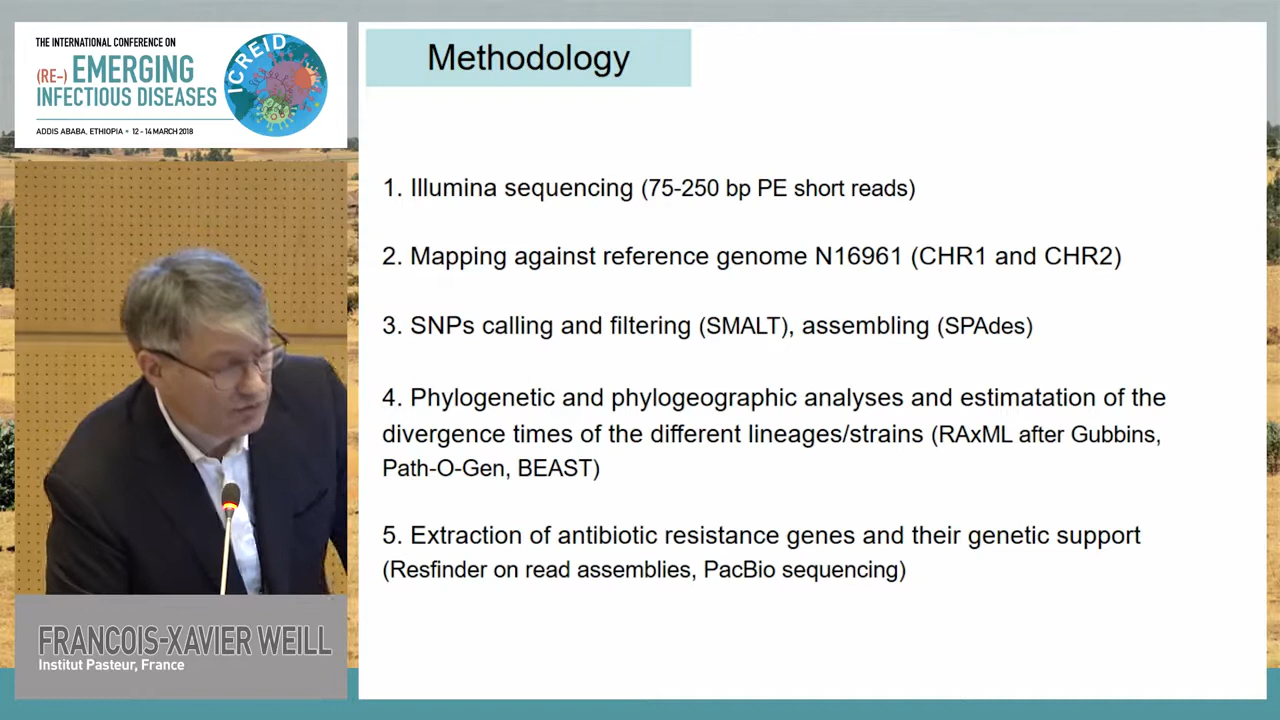 THE INTERNATIONAL CONFERENCE ON
(RE-) EMERGING
INFECTIOUS DISEASES
ICREID
ADDIS ABABA, ETHIOPIA • 12 - 14 MARCH 2018
Methodology
1. Illumina sequencing (75-250 bp PE short reads)
2. Mapping against reference genome N16961 (CHR1 and CHR2)
3. SNPs calling and filtering (SMALT), assembling (SPAdes)
4. Phylogenetic and phylogeographic analyses and estimatation of the
divergence times of the different lineages/strains (RAxML after Gubbins,
Path-O-Gen, BEAST)
5. Extraction of antibiotic resistance genes and their genetic support
(Resfinder on read assemblies, PacBio sequencing)
FRANCOIS-XAVIER WEILL
Institut Pasteur, France